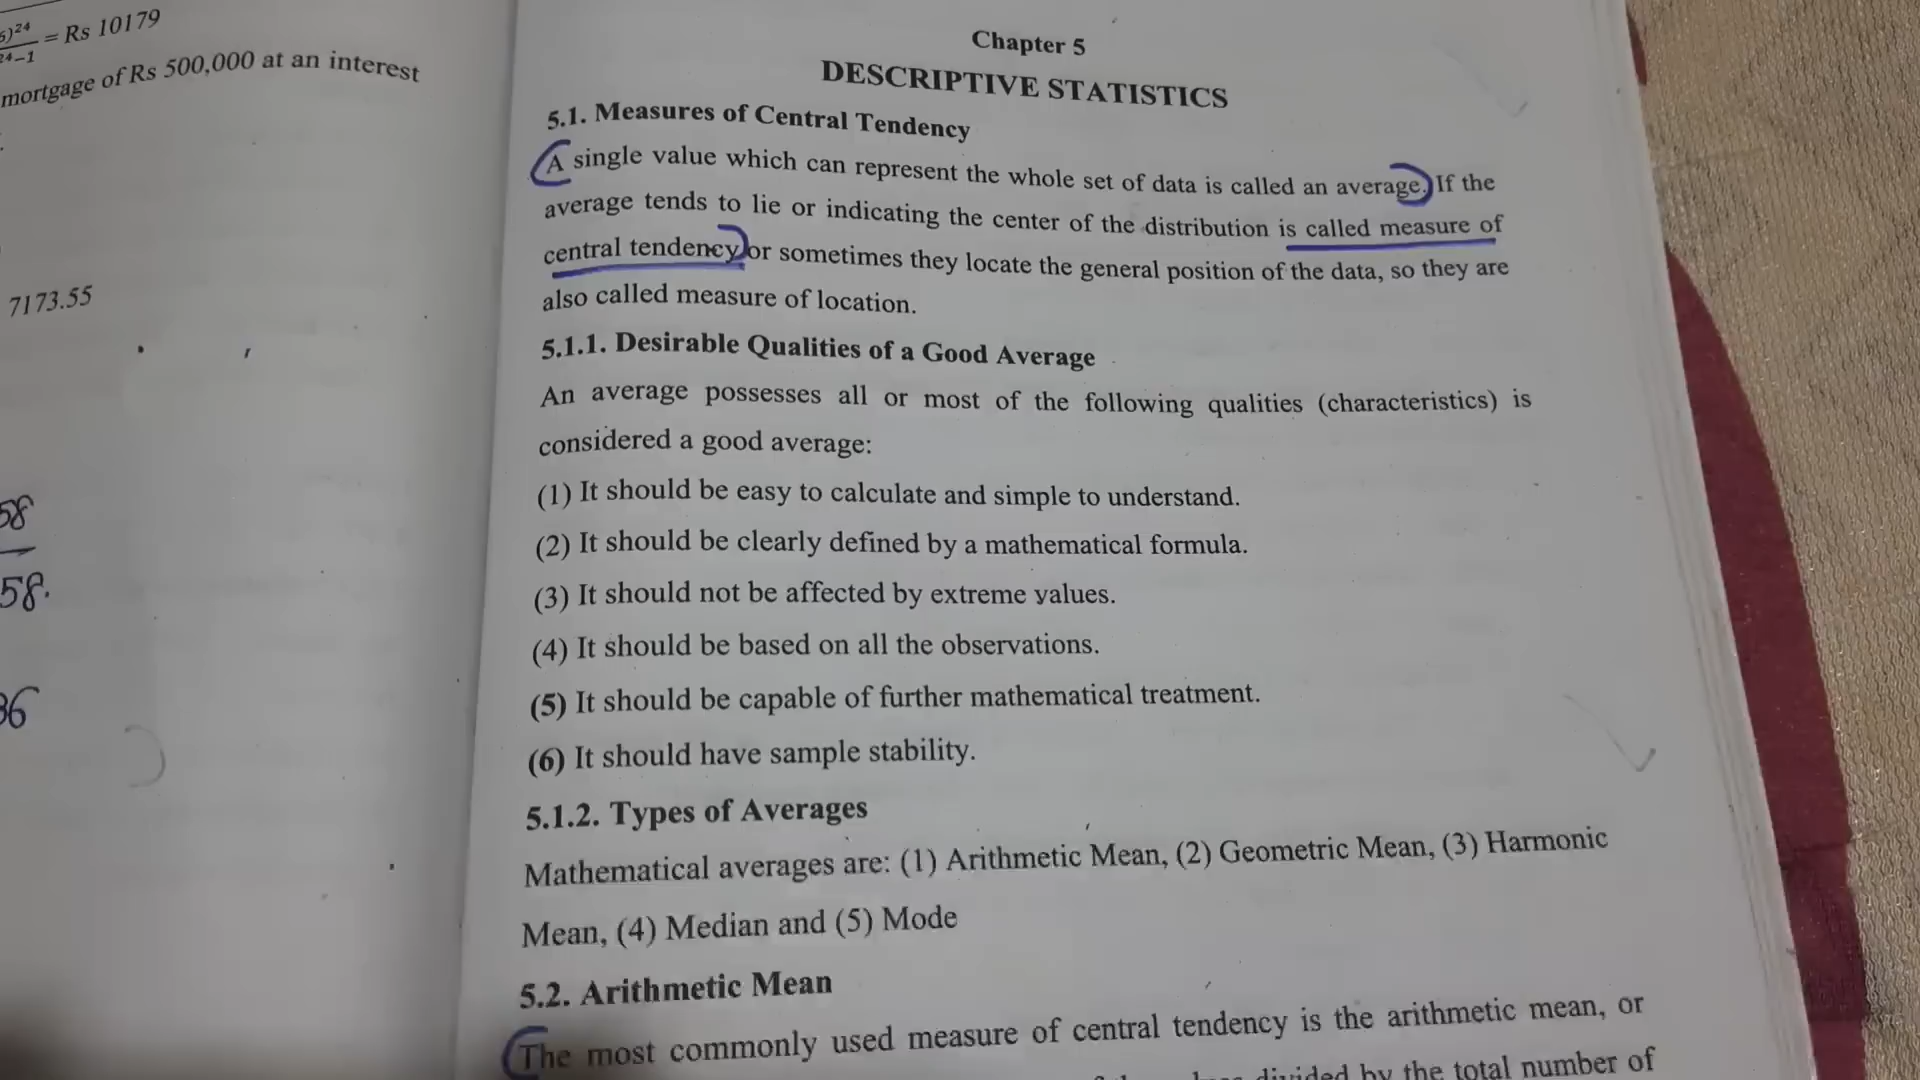 5)²⁴
²⁴−1
= Rs 10179
mortgage of Rs 500,000 at an interest
7173.55
58
58.
36
Chapter 5
DESCRIPTIVE STATISTICS
5.1. Measures of Central Tendency
A single value which can represent the whole set of data is called an average. If the
average tends to lie or indicating the center of the distribution is called measure of
central tendency or sometimes they locate the general position of the data, so they are
also called measure of location.
5.1.1. Desirable Qualities of a Good Average
An average possesses all or most of the following qualities (characteristics) is
considered a good average:
(1) It should be easy to calculate and simple to understand.
(2) It should be clearly defined by a mathematical formula.
(3) It should not be affected by extreme values.
(4) It should be based on all the observations.
(5) It should be capable of further mathematical treatment.
(6) It should have sample stability.
5.1.2. Types of Averages
Mathematical averages are: (1) Arithmetic Mean, (2) Geometric Mean, (3) Harmonic
Mean, (4) Median and (5) Mode
5.2. Arithmetic Mean
The most commonly used measure of central tendency is the arithmetic mean, or
divided by the total number of